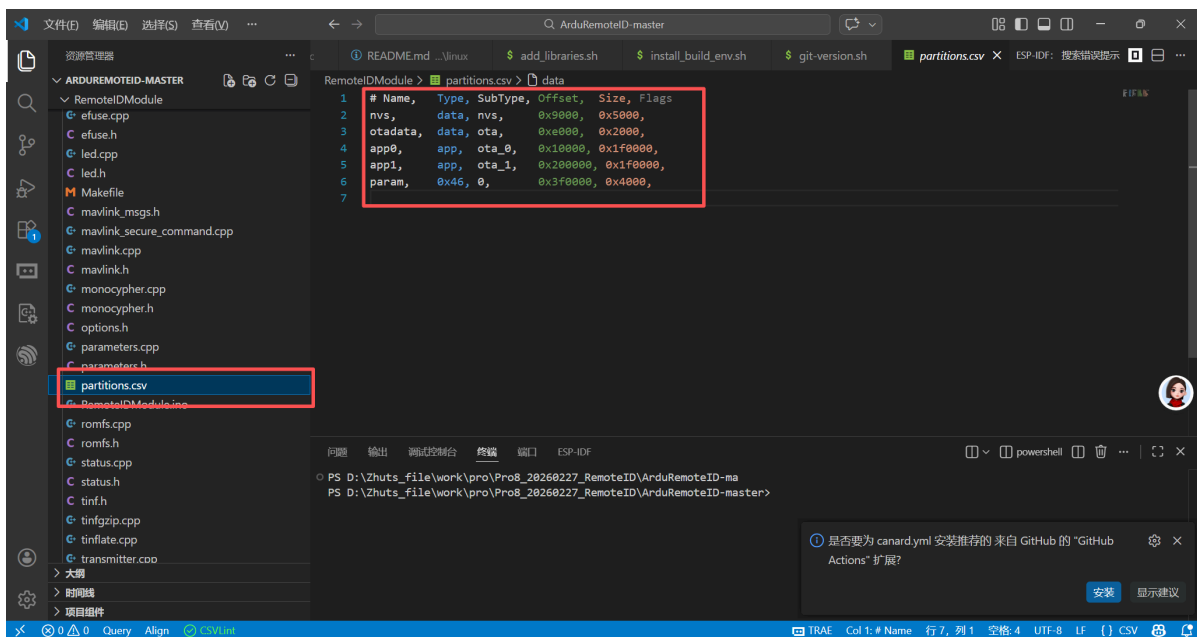 文件(F) 编辑(E) 选择(S) 查看(V) ···
ArduRemoteID-master
资源管理器 ···
ARDUREMOTEID-MASTER
RemoteIDModule
efuse.cpp
efuse.h
led.cpp
led.h
Makefile
mavlink_msgs.h
mavlink_secure_command.cpp
mavlink.cpp
mavlink.h
monocypher.cpp
monocypher.h
options.h
parameters.cpp
parameters.h
partitions.csv
RemoteIDModule.ino
romfs.cpp
romfs.h
status.cpp
status.h
tinf.h
tinfgzip.cpp
tinflate.cpp
transmitter.cpp
大纲
时间线
项目组件
README.md ...\linux
add_libraries.sh
install_build_env.sh
git-version.sh
partitions.csv
ESP-IDF: 搜索错误提示
RemoteIDModule > partitions.csv > data
1 # Name, Type, SubType, Offset, Size, Flags
2 nvs, data, nvs, 0x9000, 0x5000,
3 otadata, data, ota, 0xe000, 0x2000,
4 app0, app, ota_0, 0x10000, 0x1f0000,
5 app1, app, ota_1, 0x200000, 0x1f0000,
6 param, 0x46, 0, 0x3f0000, 0x4000,
7
问题 输出 调试控制台 终端 端口 ESP-IDF
powershell
PS D:\Zhuts_file\work\pro\Pro8_20260227_RemoteID\ArduRemoteID-ma
PS D:\Zhuts_file\work\pro\Pro8_20260227_RemoteID\ArduRemoteID-master>
是否要为 canard.yml 安装推荐的 来自 GitHub 的 "GitHub
Actions" 扩展?
安装 显示建议
0 0 Query Align CSVLint
TRAE Col 1: # Name 行 7，列 1 空格: 4 UTF-8 LF {} CSV